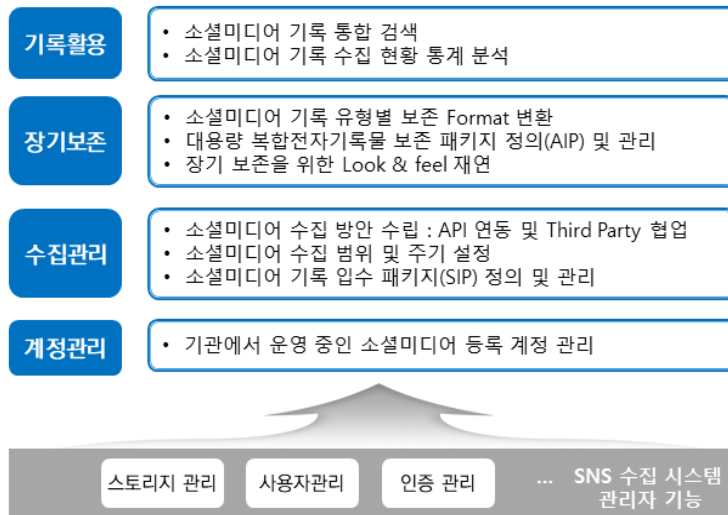 기록활용
• 소셜미디어 기록 통합 검색
• 소셜미디어 기록 수집 현황 통계 분석
장기보존
• 소셜미디어 기록 유형별 보존 Format 변환
• 대용량 복합전자기록물 보존 패키지 정의(AIP) 및 관리
• 장기 보존을 위한 Look & feel 재연
수집관리
• 소셜미디어 수집 방안 수립 : API 연동 및 Third Party 협업
• 소셜미디어 수집 범위 및 주기 설정
• 소셜미디어 기록 입수 패키지(SIP) 정의 및 관리
계정관리
• 기관에서 운영 중인 소셜미디어 등록 계정 관리
스토리지 관리
사용자관리
인증 관리
...
SNS 수집 시스템
관리자 기능